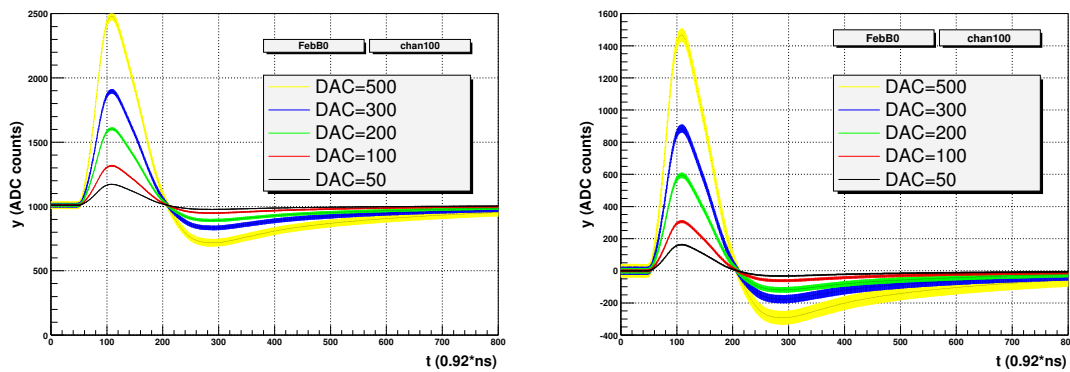 y (ADC counts)
2500
2000
1500
1000
500
0
0 100 200 300 400 500 600 700 800
t (0.92*ns)
FebB0 chan100
DAC=500
DAC=300
DAC=200
DAC=100
DAC=50
y (ADC counts)
1600
1400
1200
1000
800
600
400
200
0
-200
-400
0 100 200 300 400 500 600 700 800
t (0.92*ns)
FebB0 chan100
DAC=500
DAC=300
DAC=200
DAC=100
DAC=50